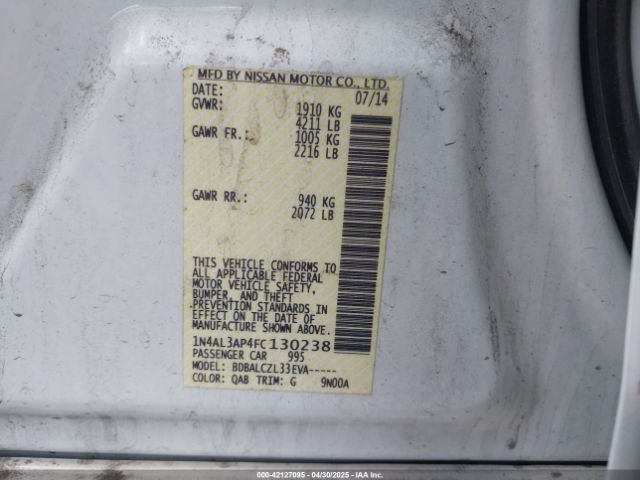 MFD BY NISSAN MOTOR CO., LTD.
DATE: 07/14
GVWR: 1910 KG
4211 LB
GAWR FR.: 1005 KG
2216 LB
GAWR RR.: 940 KG
2072 LB
THIS VEHICLE CONFORMS TO
ALL APPLICABLE FEDERAL
MOTOR VEHICLE SAFETY,
BUMPER, AND THEFT
PREVENTION STANDARDS IN
EFFECT ON THE DATE OF
MANUFACTURE SHOWN ABOVE.
1N4AL3AP4FC130238
PASSENGER CAR 995
MODEL: BDBALCZL33EVA-----
COLOR: QAB TRIM: G 9N00A
000-42127095 - 04/30/2025 - IAA, Inc.